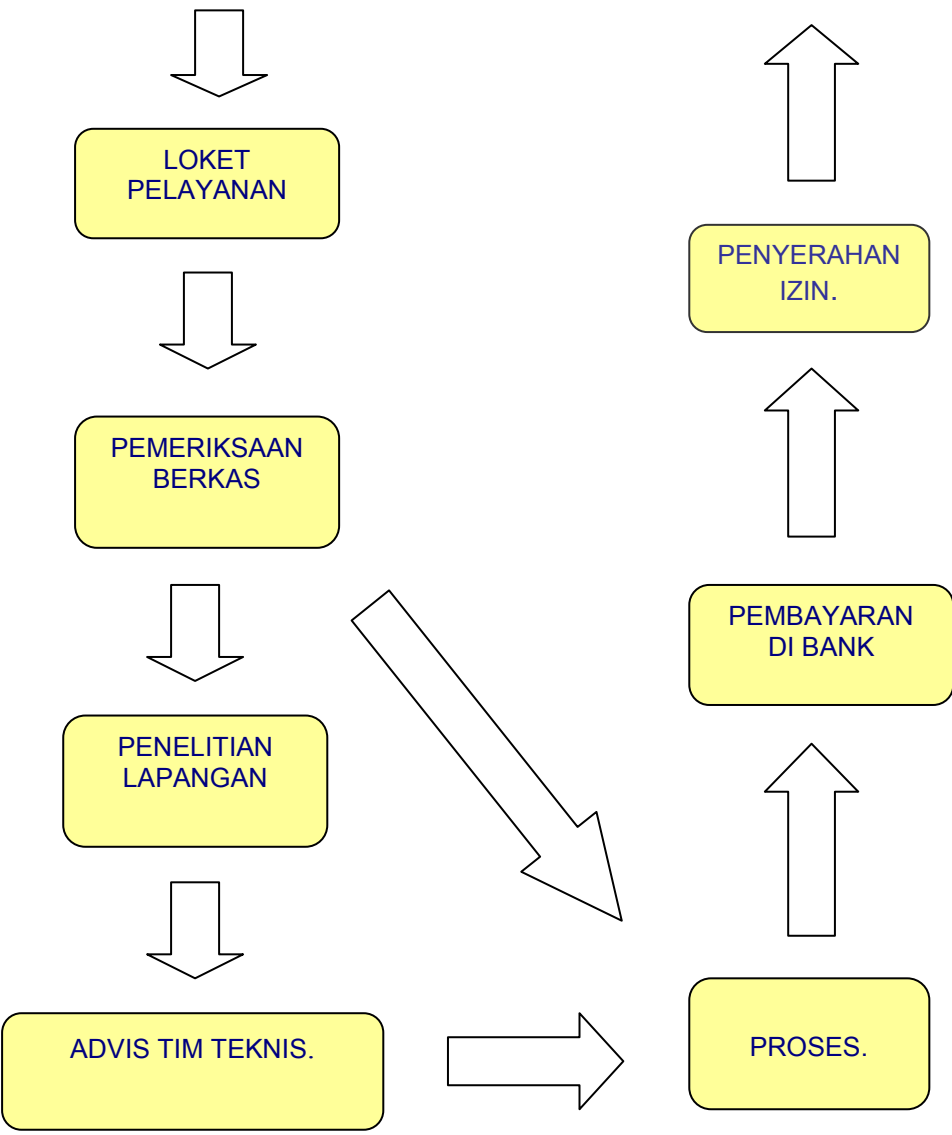 LOKET
PELAYANAN
PEMERIKSAAN
BERKAS
PENELITIAN
LAPANGAN
ADVIS TIM TEKNIS.
PROSES.
PEMBAYARAN
DI BANK
PENYERAHAN
IZIN.